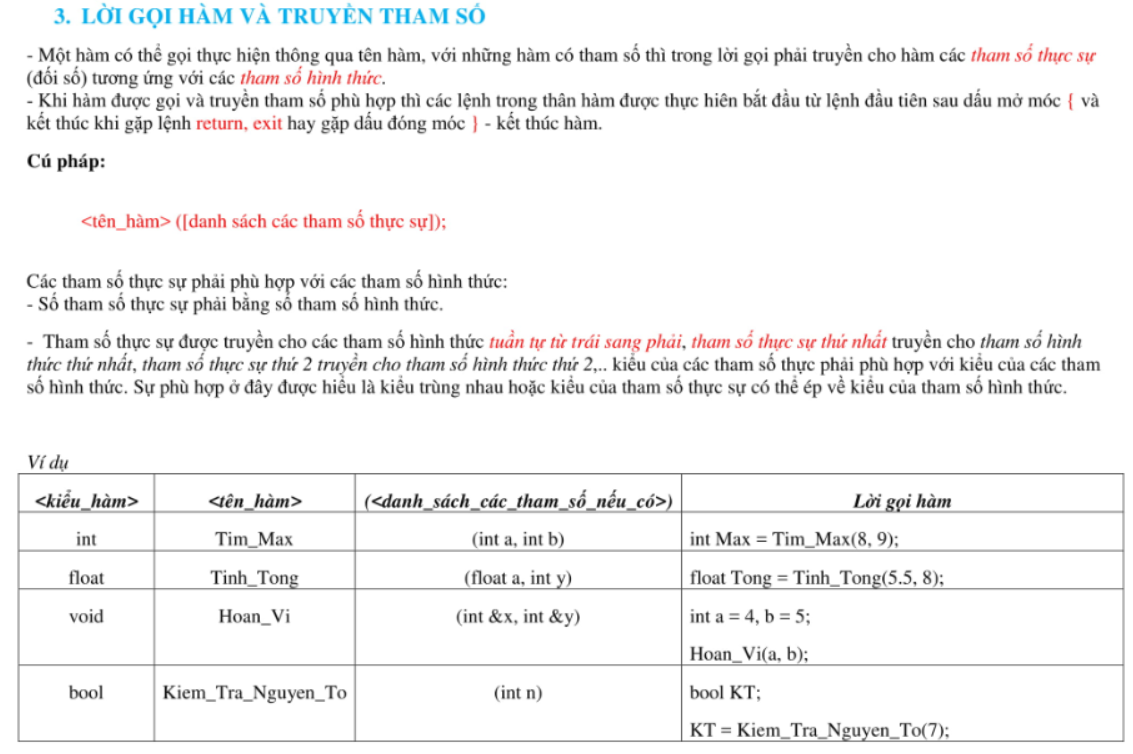 3. LỜI GỌI HÀM VÀ TRUYỀN THAM SỐ
- Một hàm có thể gọi thực hiện thông qua tên hàm, với những hàm có tham số thì trong lời gọi phải truyền cho hàm các tham số thực sự
(đối số) tương ứng với các tham số hình thức.
- Khi hàm được gọi và truyền tham số phù hợp thì các lệnh trong thân hàm được thực hiên bắt đầu từ lệnh đầu tiên sau dấu mở móc { và
kết thúc khi gặp lệnh return, exit hay gặp dấu đóng móc } - kết thúc hàm.
Cú pháp:
<tên_hàm> ([danh sách các tham số thực sự]);
Các tham số thực sự phải phù hợp với các tham số hình thức:
- Số tham số thực sự phải bằng số tham số hình thức.
- Tham số thực sự được truyền cho các tham số hình thức tuần tự từ trái sang phải, tham số thực sự thứ nhất truyền cho tham số hình
thức thứ nhất, tham số thực sự thứ 2 truyền cho tham số hình thức thứ 2,.. kiểu của các tham số thực phải phù hợp với kiểu của các tham
số hình thức. Sự phù hợp ở đây được hiểu là kiểu trùng nhau hoặc kiểu của tham số thực sự có thể ép về kiểu của tham số hình thức.
Ví dụ
<kiểu_hàm> <tên_hàm> (<danh_sách_các_tham_số_nếu_có>) Lời gọi hàm
int Tim_Max (int a, int b) int Max = Tim_Max(8, 9);
float Tinh_Tong (float a, int y) float Tong = Tinh_Tong(5.5, 8);
void Hoan_Vi (int &x, int &y) int a = 4, b = 5;
Hoan_Vi(a, b);
bool Kiem_Tra_Nguyen_To (int n) bool KT;
KT = Kiem_Tra_Nguyen_To(7);